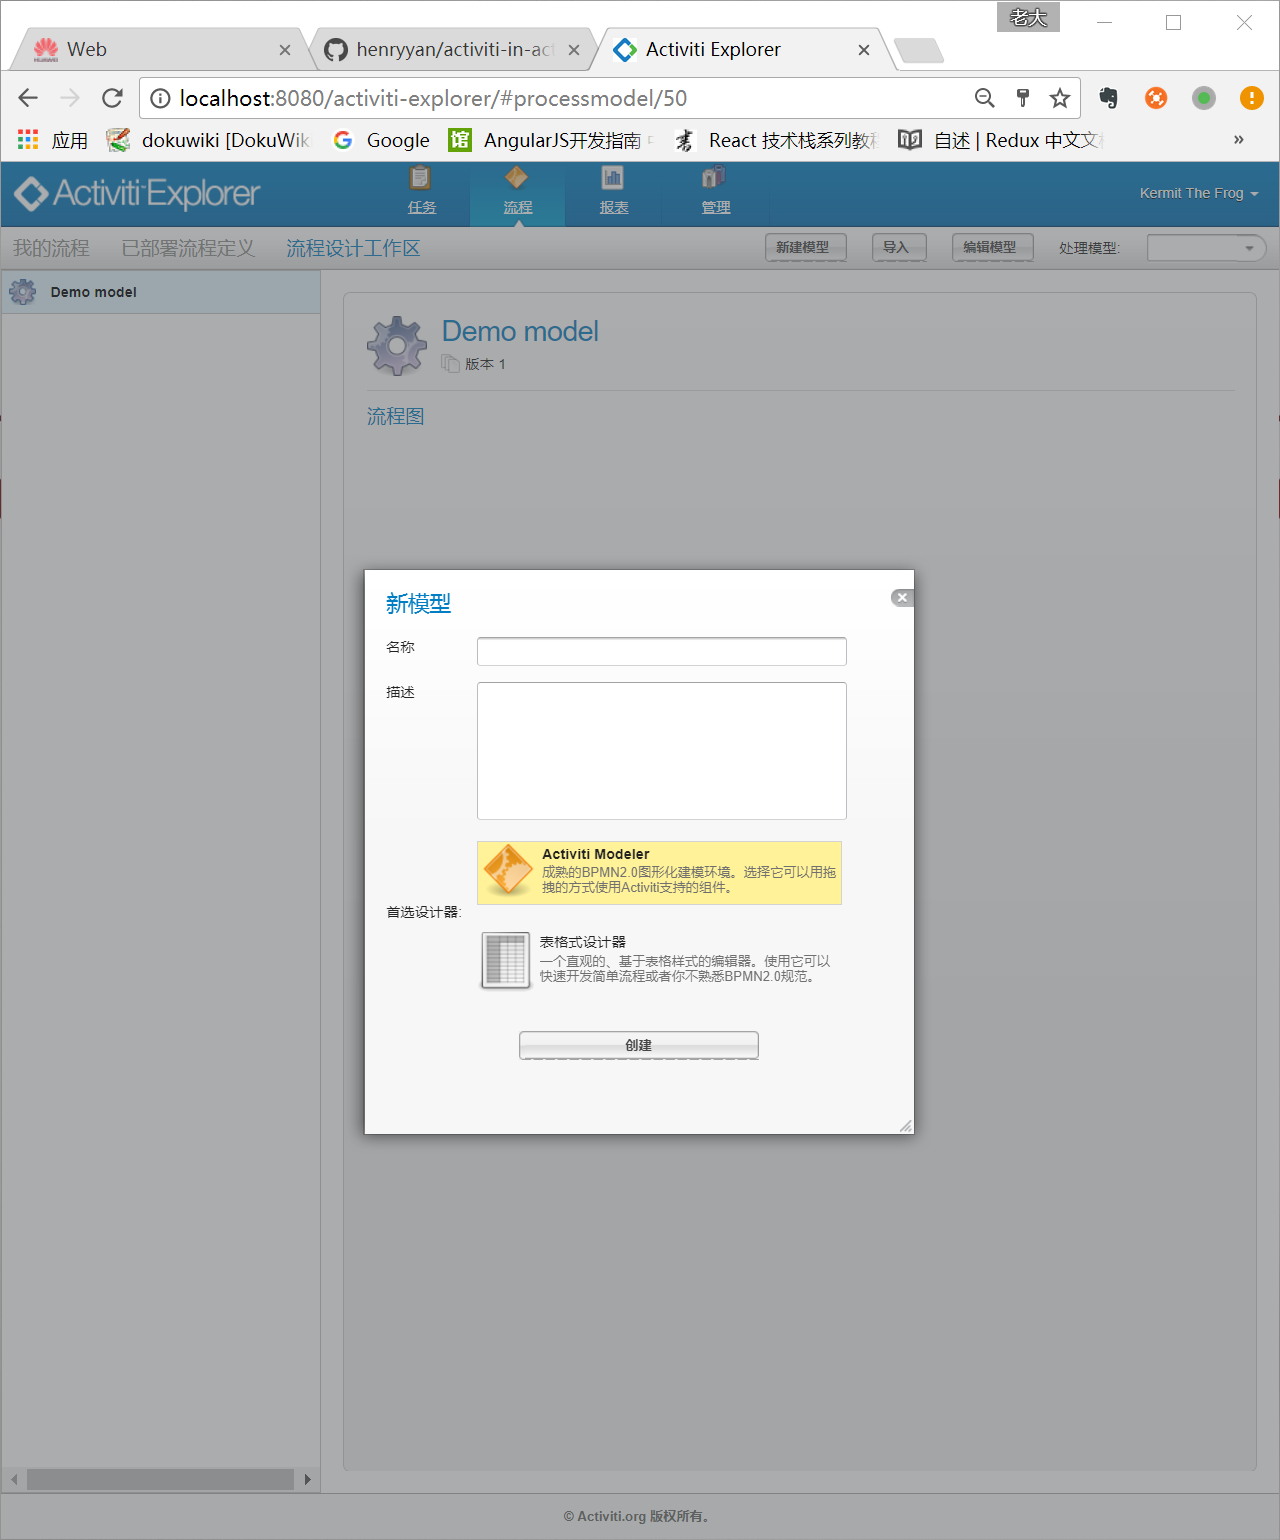 老大
Web
henryyan/activiti-in-act
Activiti Explorer
localhost:8080/activiti-explorer/#processmodel/50
应用
dokuwiki [DokuWik
Google
AngularJS开发指南
React 技术栈系列教程
自述 | Redux 中文文档
Activiti Explorer
任务
流程
报表
管理
Kermit The Frog
我的流程
已部署流程定义
流程设计工作区
新建模型
导入
编辑模型
处理模型:
Demo model
Demo model
版本 1
流程图
新模型
名称
描述
首选设计器:
Activiti Modeler
成熟的BPMN2.0图形化建模环境。选择它可以用拖
拽的方式使用Activiti支持的组件。
表格式设计器
一个直观的、基于表格样式的编辑器。使用它可以
快速开发简单流程或者你不熟悉BPMN2.0规范。
创建
© Activiti.org 版权所有。